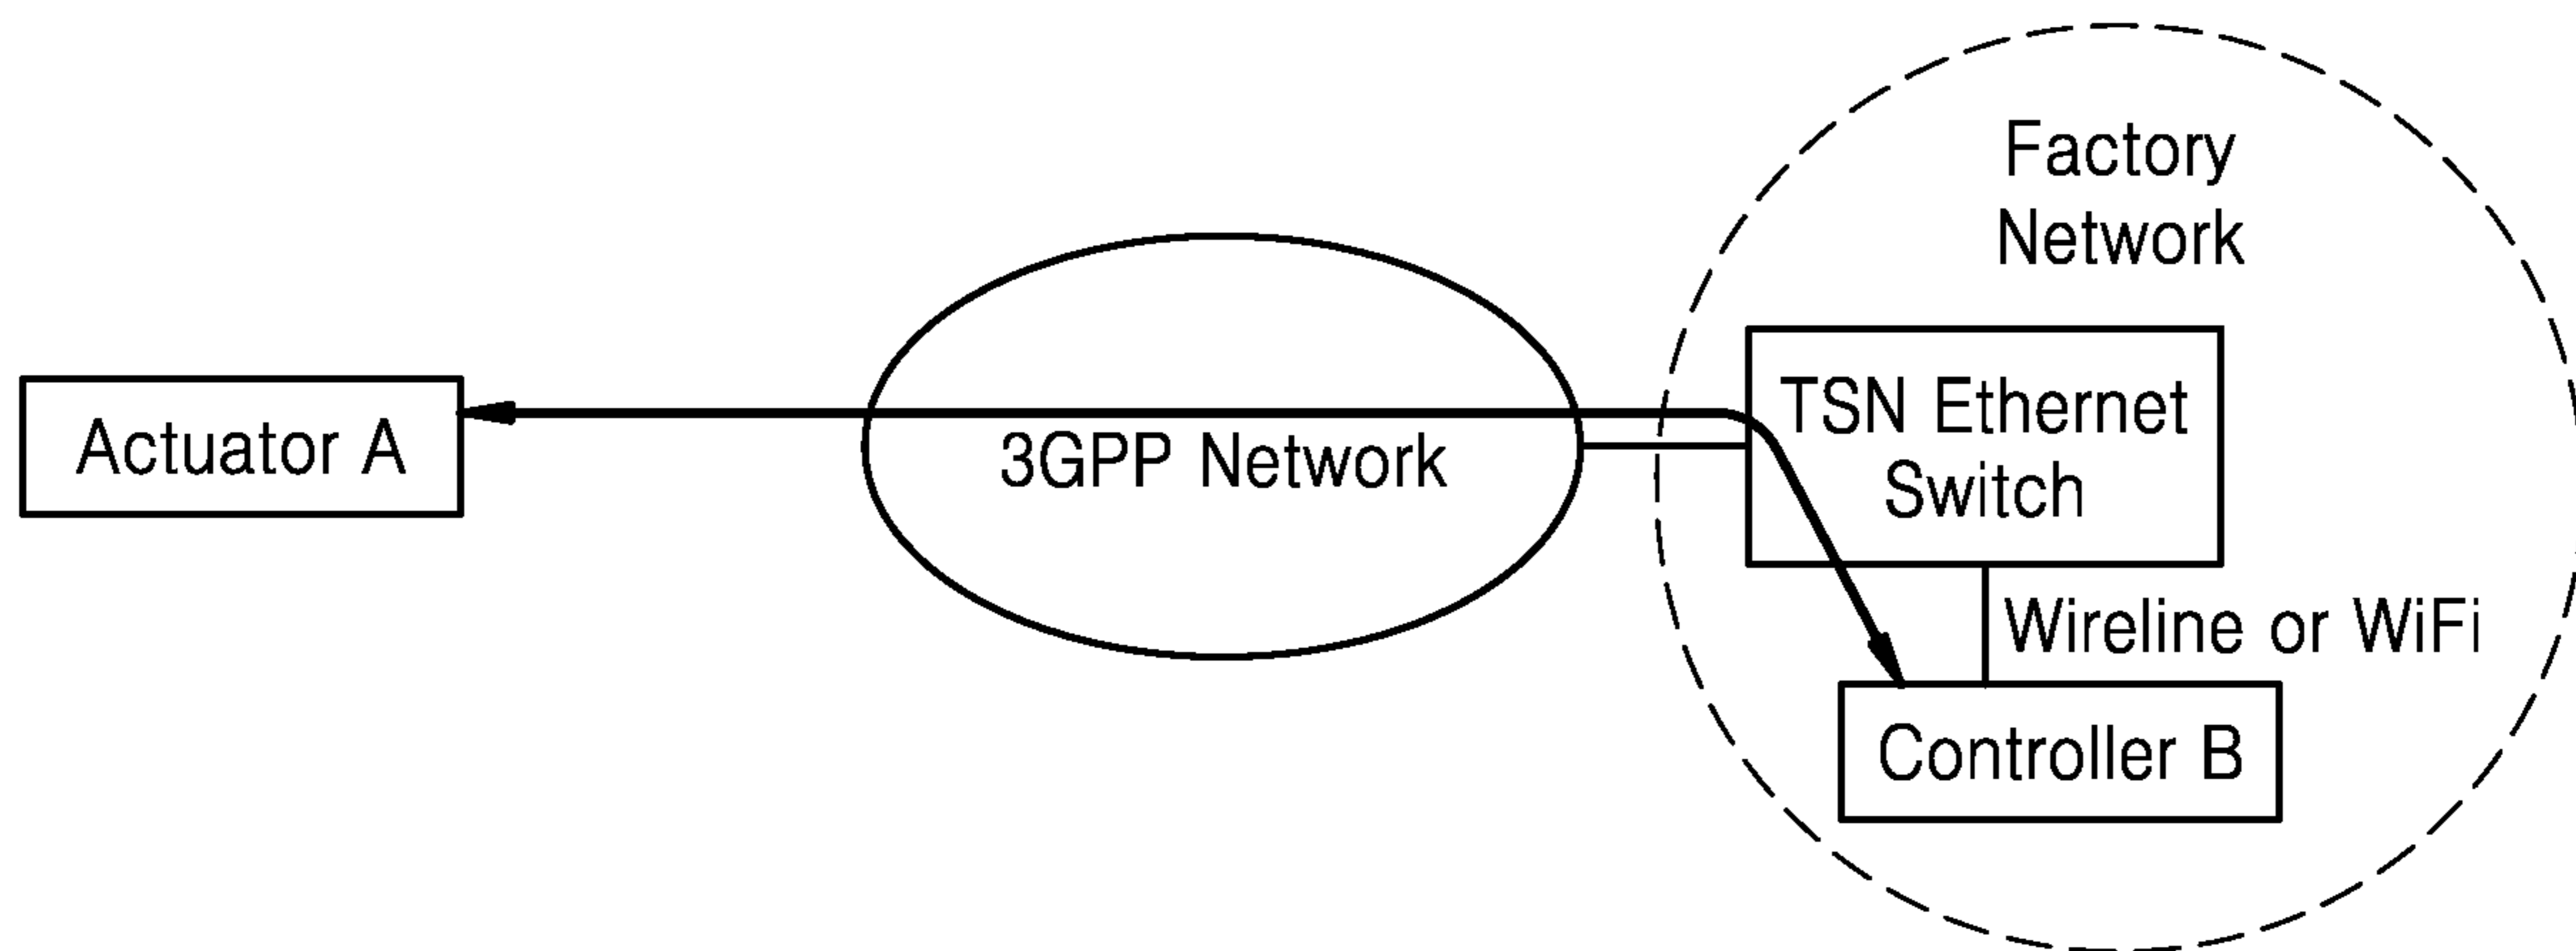 Factory
Network
Actuator A
3GPP Network
TSN Ethernet
Switch
Wireline or WiFi
Controller B